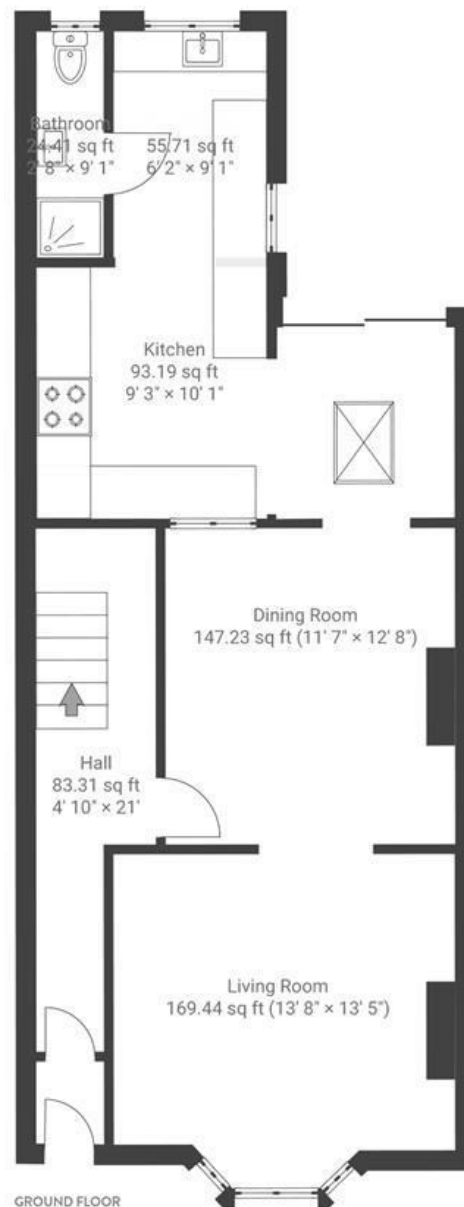 Bathroom
24.41 sq ft
2' 8" × 9' 1"
55.71 sq ft
6' 2" × 9' 1"
Kitchen
93.19 sq ft
9' 3" × 10' 1"
Dining Room
147.23 sq ft (11' 7" × 12' 8")
Hall
83.31 sq ft
4' 10" × 21'
Living Room
169.44 sq ft (13' 8" × 13' 5")
GROUND FLOOR